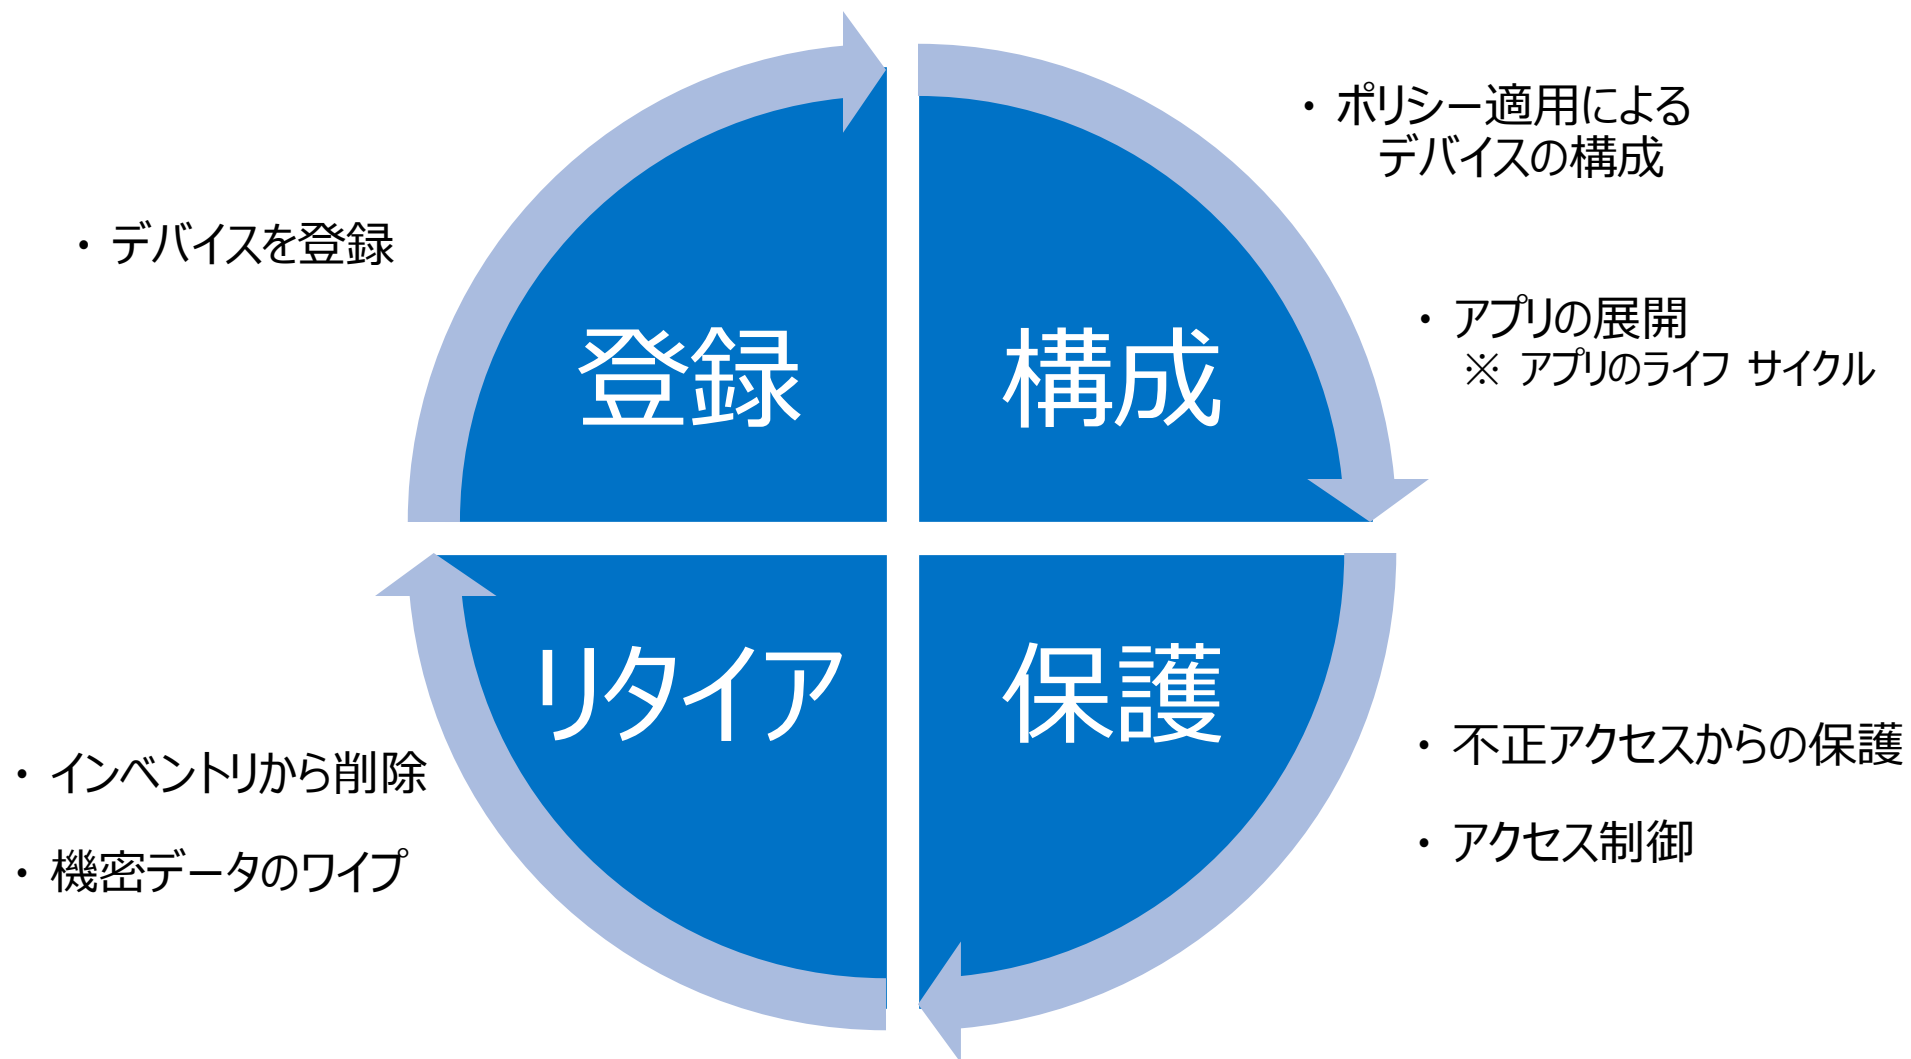 ・ デバイスを登録
登録
構成
・ ポリシー適用による
デバイスの構成
・ アプリの展開
※ アプリのライフ サイクル
リタイア
保護
・ インベントリから削除
・ 機密データのワイプ
・ 不正アクセスからの保護
・ アクセス制御